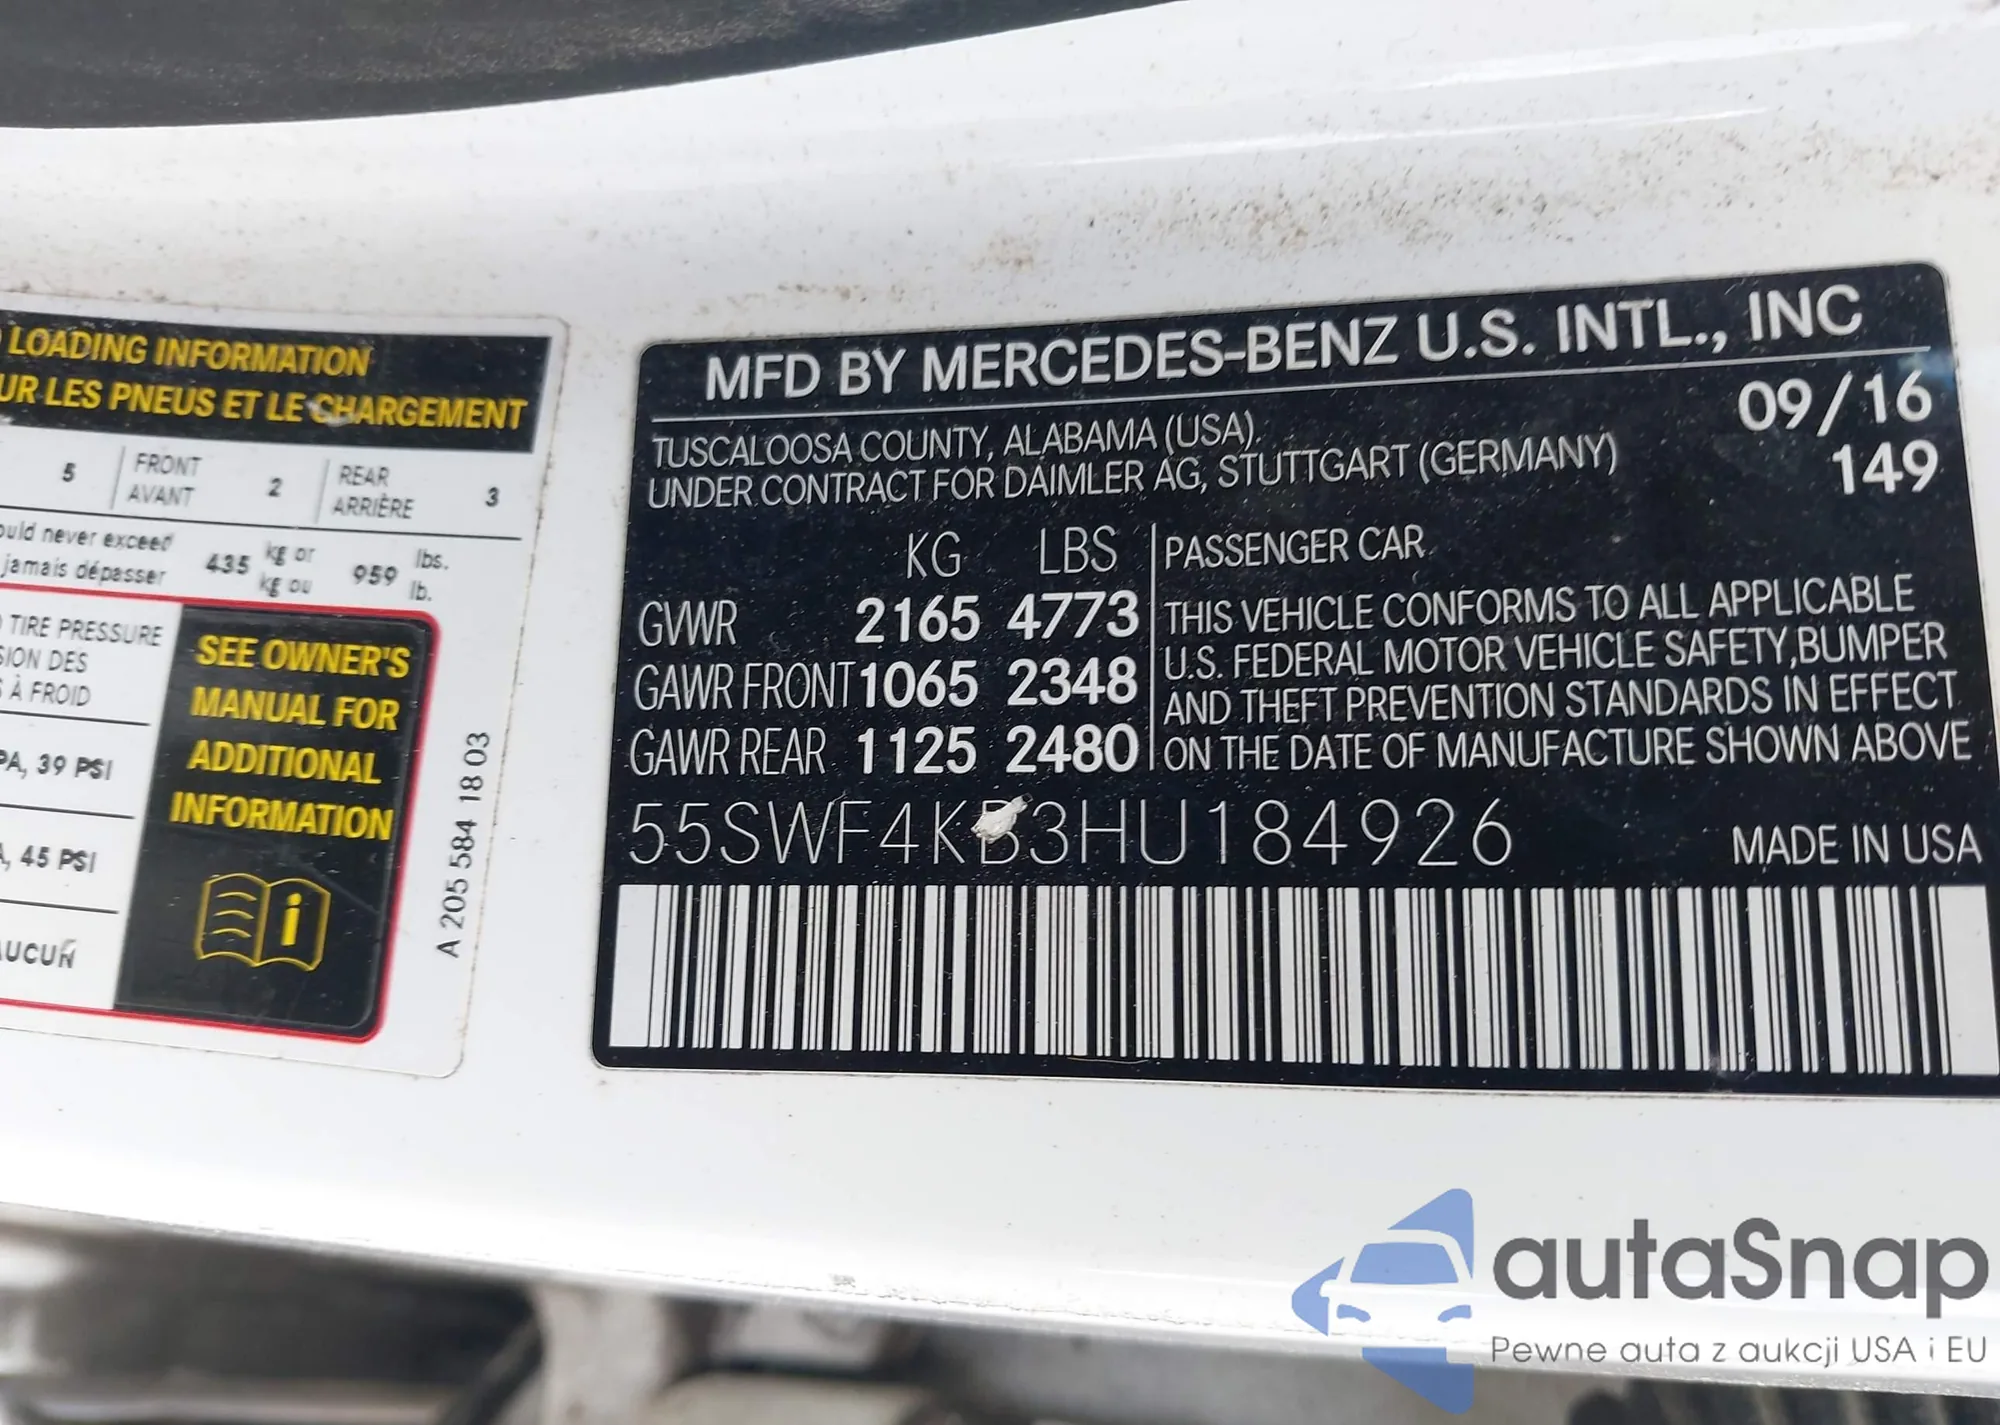 LOADING INFORMATION
UR LES PNEUS ET LE CHARGEMENT
5 FRONT AVANT 2 REAR ARRIÈRE 3
ould never exceed 435 kg or 959 lbs.
jamais dépasser kg ou lb.
TIRE PRESSURE
SION DES
À FROID
PA, 39 PSI
, 45 PSI
AUCUN
SEE OWNER'S
MANUAL FOR
ADDITIONAL
INFORMATION
i
A 205 584 18 03
MFD BY MERCEDES-BENZ U.S. INTL., INC
09/16
TUSCALOOSA COUNTY, ALABAMA (USA).
149
UNDER CONTRACT FOR DAIMLER AG, STUTTGART (GERMANY)
KG LBS
GVWR 2165 4773
GAWR FRONT 1065 2348
GAWR REAR 1125 2480
PASSENGER CAR
THIS VEHICLE CONFORMS TO ALL APPLICABLE
U.S. FEDERAL MOTOR VEHICLE SAFETY,BUMPER
AND THEFT PREVENTION STANDARDS IN EFFECT
ON THE DATE OF MANUFACTURE SHOWN ABOVE
55SWF4KB3HU184926
MADE IN USA
autaSnap
Pewne auta z aukcji USA i EU